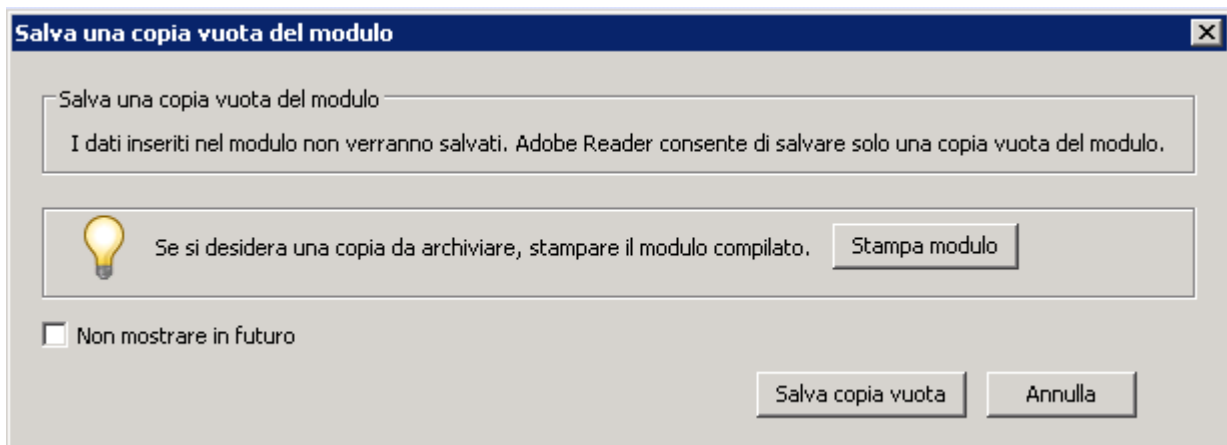 Salva una copia vuota del modulo
Salva una copia vuota del modulo
I dati inseriti nel modulo non verranno salvati. Adobe Reader consente di salvare solo una copia vuota del modulo.
Se si desidera una copia da archiviare, stampare il modulo compilato. Stampa modulo
Non mostrare in futuro
Salva copia vuota Annulla